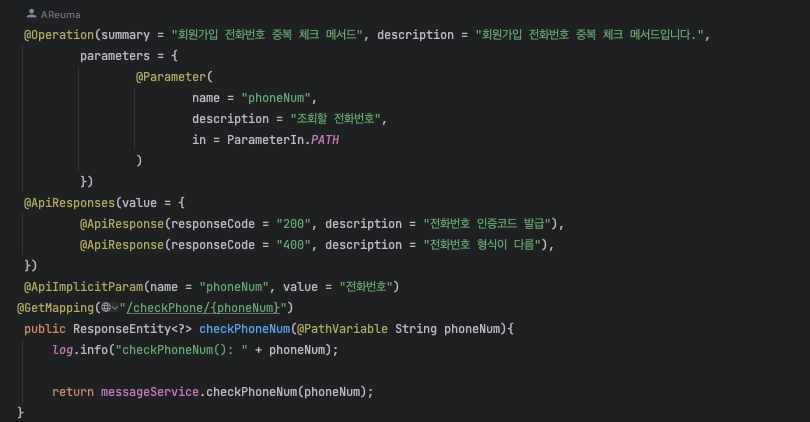 AReuma
@Operation(summary = "회원가입 전화번호 중복 체크 메서드", description = "회원가입 전화번호 중복 체크 메서드입니다.",
parameters = {
@Parameter(
name = "phoneNum",
description = "조회할 전화번호",
in = ParameterIn.PATH
)
})
@ApiResponses(value = {
@ApiResponse(responseCode = "200", description = "전화번호 인증코드 발급"),
@ApiResponse(responseCode = "400", description = "전화번호 형식이 다름"),
})
@ApiImplicitParam(name = "phoneNum", value = "전화번호")
@GetMapping("/checkPhone/{phoneNum}")
public ResponseEntity<?> checkPhoneNum(@PathVariable String phoneNum){
log.info("checkPhoneNum(): " + phoneNum);
return messageService.checkPhoneNum(phoneNum);
}